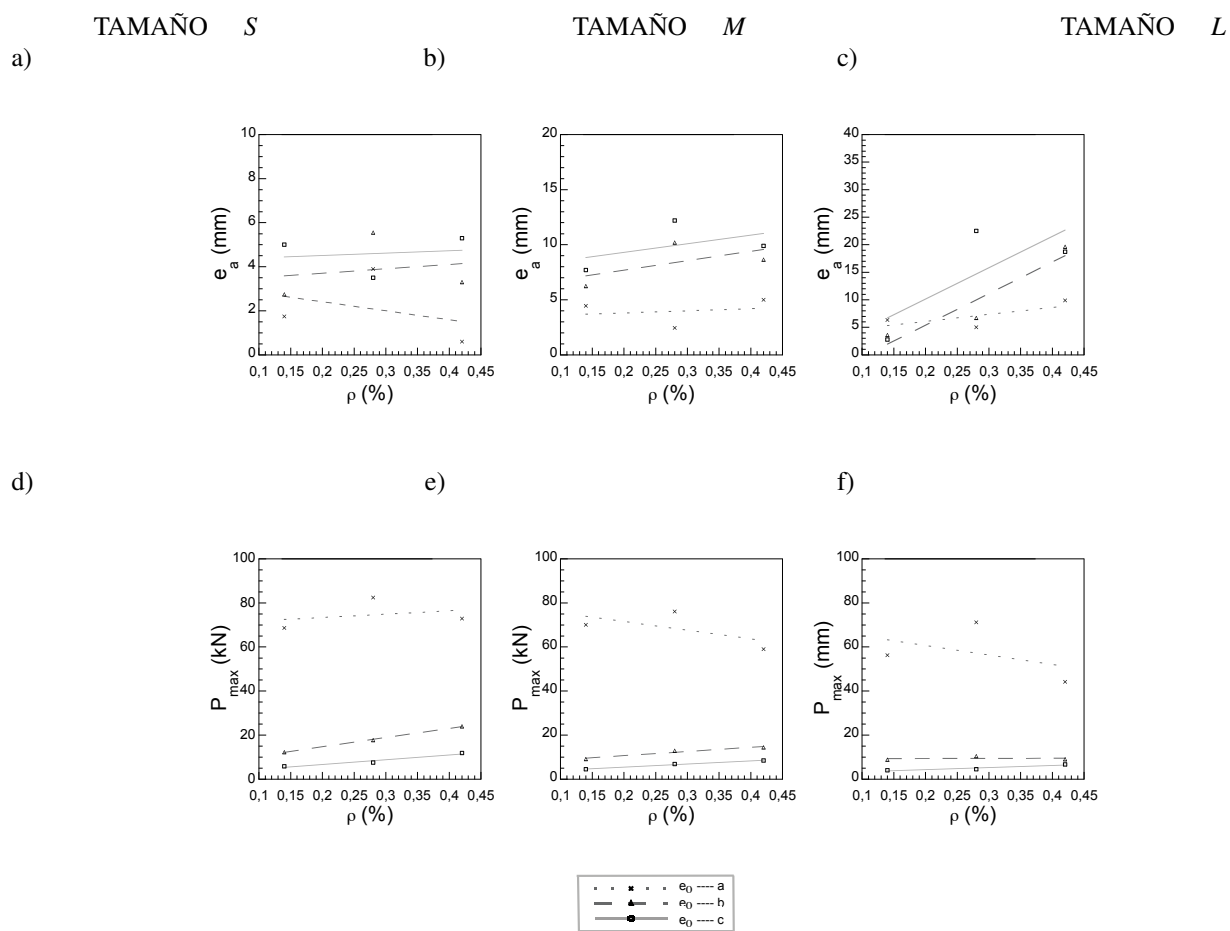 TAMAÑO S TAMAÑO M TAMAÑO L
a) b) c)
10
8
6
4
2
0
e_a (mm)
0,1 0,15 0,2 0,25 0,3 0,35 0,4 0,45
ρ (%)
20
15
10
5
0
e_a (mm)
0,1 0,15 0,2 0,25 0,3 0,35 0,4 0,45
ρ (%)
40
35
30
25
20
15
10
5
0
e_a (mm)
0,1 0,15 0,2 0,25 0,3 0,35 0,4 0,45
ρ (%)
d) e) f)
100
80
60
40
20
0
P_max (kN)
0,1 0,15 0,2 0,25 0,3 0,35 0,4 0,45
ρ (%)
100
80
60
40
20
0
P_max (kN)
0,1 0,15 0,2 0,25 0,3 0,35 0,4 0,45
ρ (%)
100
80
60
40
20
0
P_max (mm)
0,1 0,15 0,2 0,25 0,3 0,35 0,4 0,45
ρ (%)
e0 ---- a
e0 ---- b
e0 ---- c